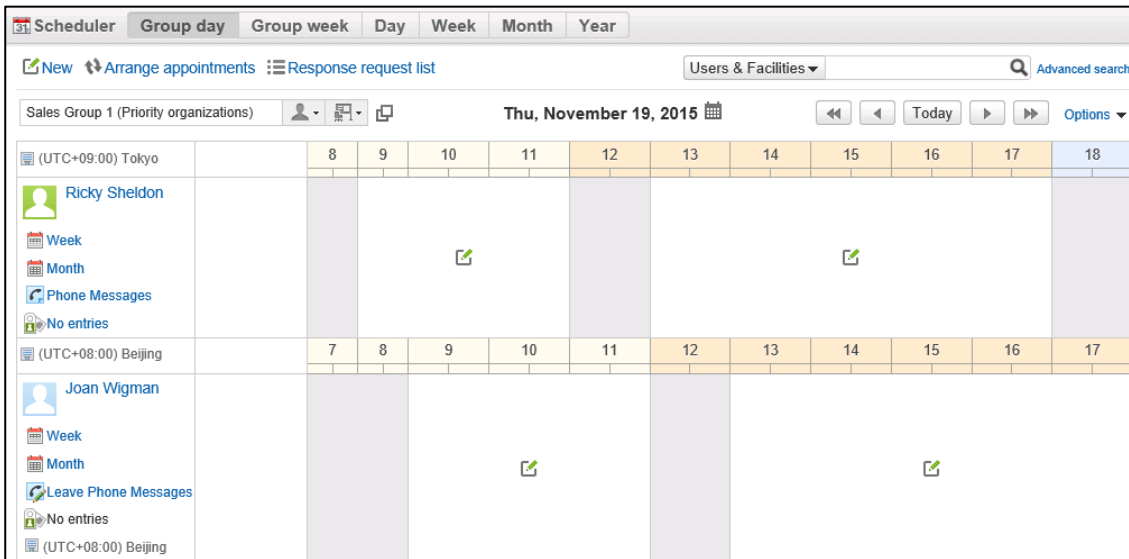 31 Scheduler Group day Group week Day Week Month Year
New Arrange appointments Response request list Users & Facilities Advanced search
Sales Group 1 (Priority organizations) Thu, November 19, 2015 Today Options
(UTC+09:00) Tokyo 8 9 10 11 12 13 14 15 16 17 18
Ricky Sheldon
Week
Month
Phone Messages
No entries
(UTC+08:00) Beijing 7 8 9 10 11 12 13 14 15 16 17
Joan Wigman
Week
Month
Leave Phone Messages
No entries
(UTC+08:00) Beijing